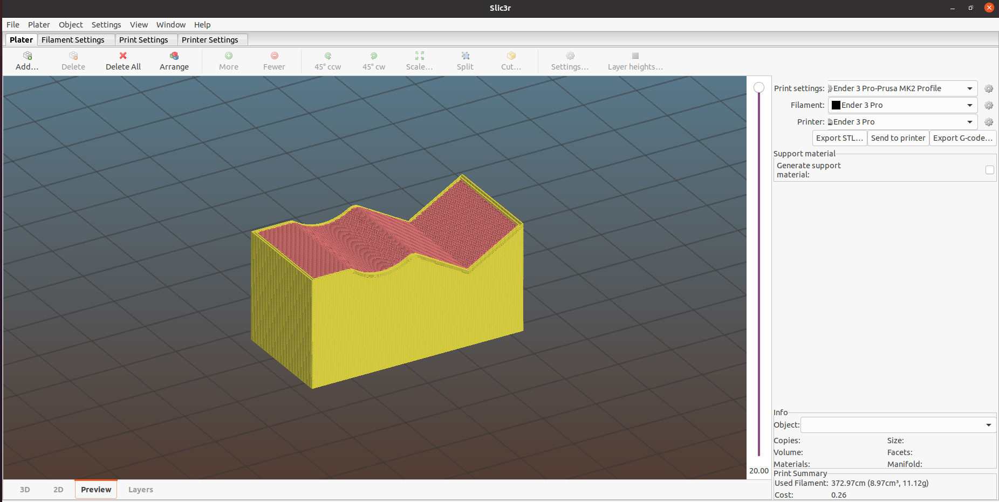 Slic3r
File Plater Object Settings View Window Help
Plater Filament Settings Print Settings Printer Settings
Add... Delete Delete All Arrange More Fewer 45° ccw 45° cw Scale... Split Cut... Settings... Layer heights...
Print settings: Ender 3 Pro-Prusa MK2 Profile
Filament: Ender 3 Pro
Printer: Ender 3 Pro
Export STL... Send to printer Export G-code...
Support material
Generate support
material:
Info
Object:
Copies: Size:
Volume: Facets:
Materials: Manifold:
20.00
Print Summary
Used Filament: 372.97cm (8.97cm³, 11.12g)
Cost: 0.26
3D 2D Preview Layers